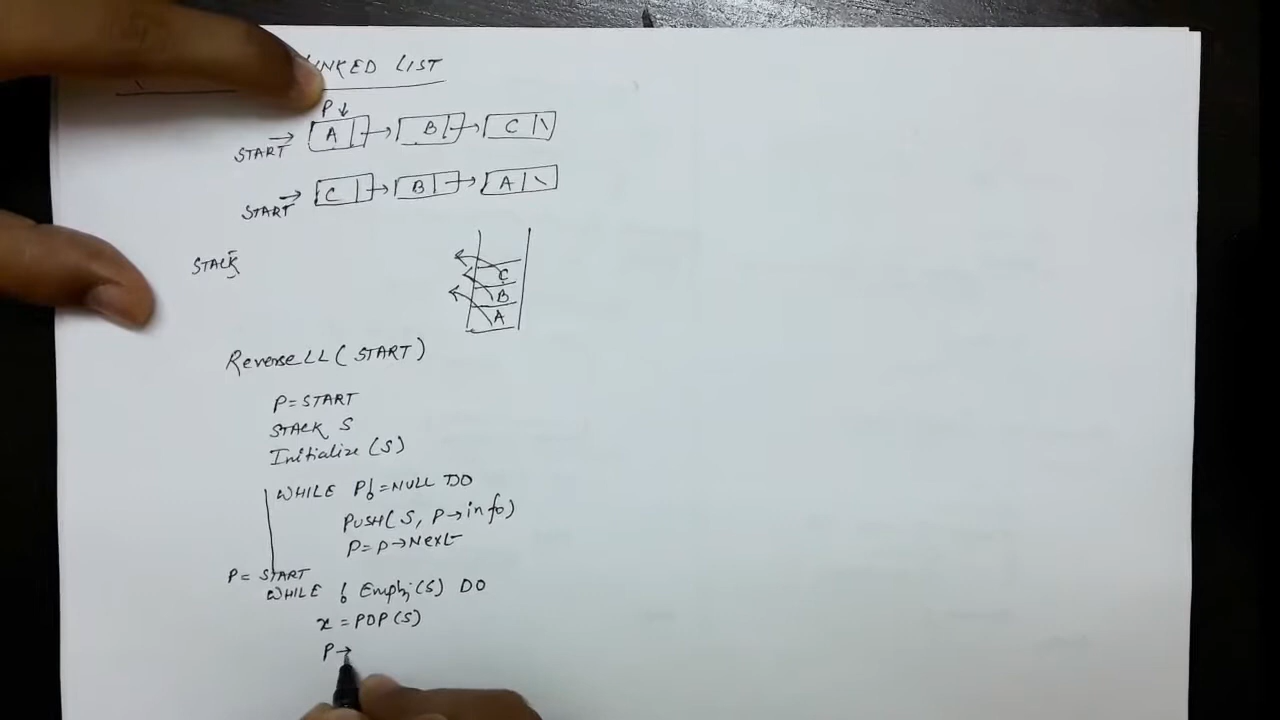 LINKED LIST
P↓
START → A → B → C \
START → C → B → A \
STACK
C
B
A
ReverseLL(START)
P=START
STACK S
Initialize(S)
WHILE P!=NULL DO
PUSH(S, P→info)
P=P→Next
P= START
WHILE ! Empty(S) DO
x = POP(S)
P→